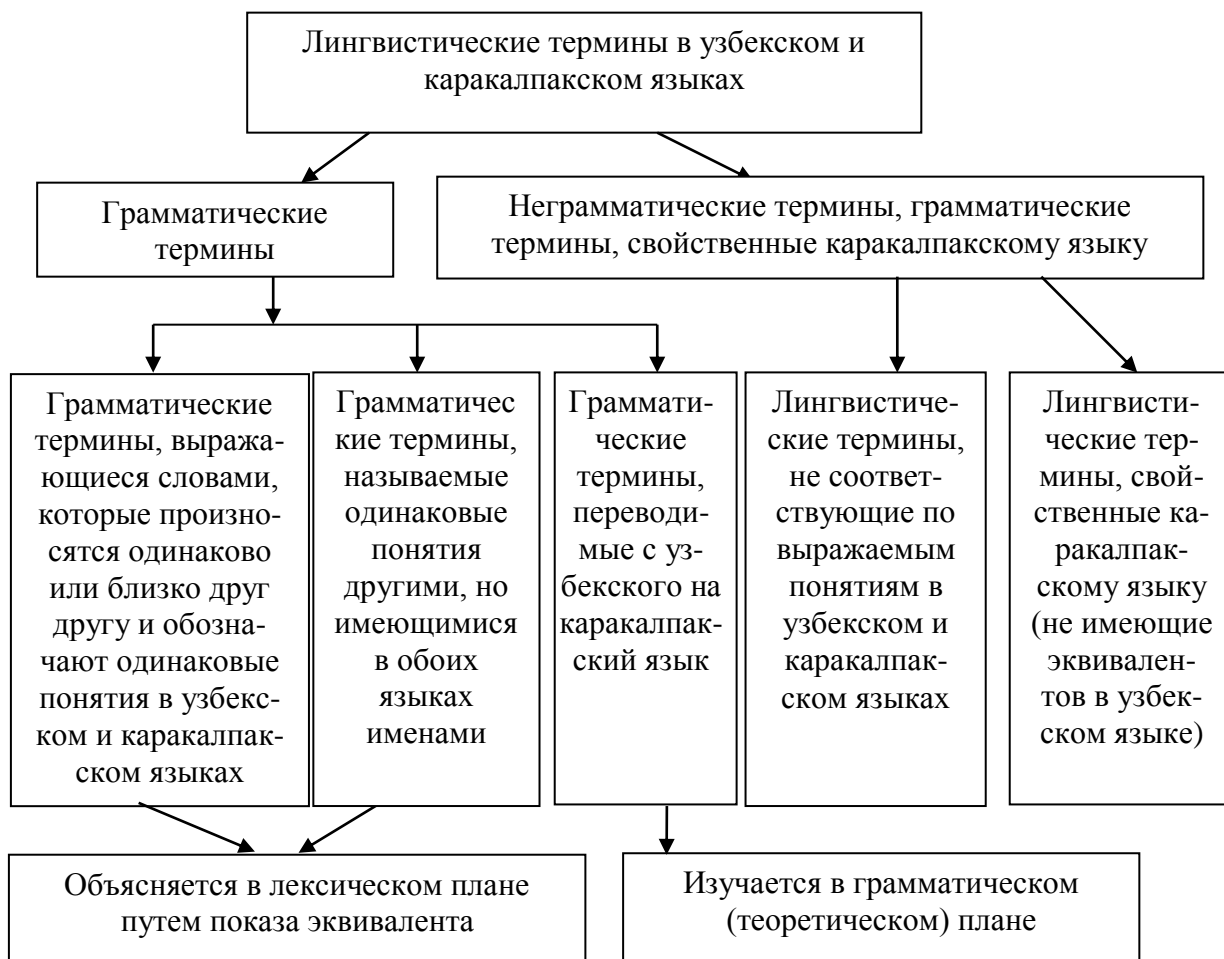 Лингвистические термины в узбекском и
каракалпакском языках
Грамматические
термины
Неграмматические термины, грамматические
термины, свойственные каракалпакскому языку
Грамматические
термины, выража-
ющиеся словами,
которые произно-
сятся одинаково
или близко друг
другу и обозна-
чают одинаковые
понятия в узбекс-
ком и каракалпак-
ском языках
Грамматичес
кие термины,
называемые
одинаковые
понятия
другими, но
имеющимися
в обоих
языках
именами
Граммати-
ческие
термины,
переводи-
мые с уз-
бекского на
каракалпак-
ский язык
Лингвистиче-
ские термины,
не соответ-
ствующие по
выражаемым
понятиям в
узбекском и
каракалпак-
ском языках
Лингвисти-
ческие тер-
мины, свой-
ственные ка-
ракалпак-
скому языку
(не имеющие
эквивален-
тов в узбек-
ском языке)
Объясняется в лексическом плане
путем показа эквивалента
Изучается в грамматическом
(теоретическом) плане